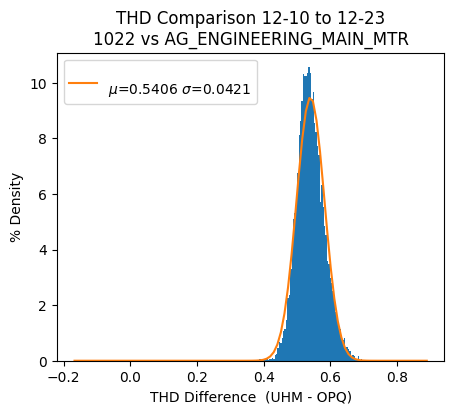 THD Comparison 12-10 to 12-23
1022 vs AG_ENGINEERING_MAIN_MTR
μ=0.5406 σ=0.0421
% Density
10
8
6
4
2
0
−0.2 0.0 0.2 0.4 0.6 0.8
THD Difference  (UHM - OPQ)